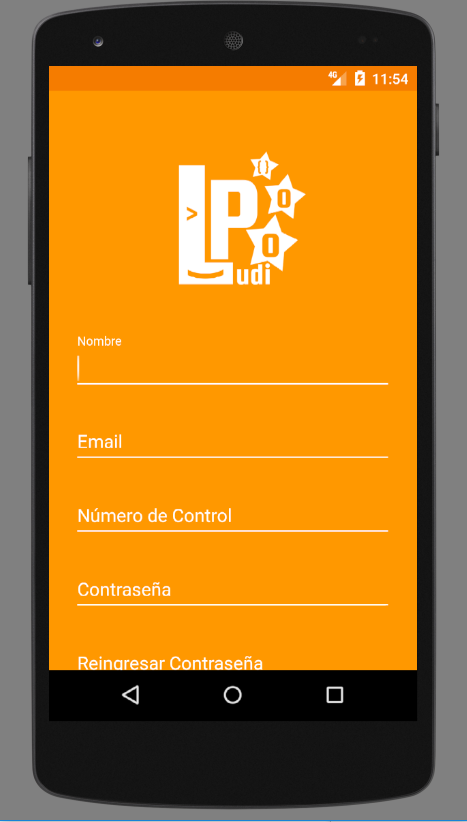 4G 11:54
{}
> P O
O
udi
Nombre
Email
Número de Control
Contraseña
Reingresar Contraseña